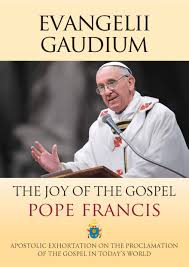 EVANGELII
GAUDIUM
THE JOY OF THE GOSPEL
POPE FRANCIS
APOSTOLIC EXHORTATION ON THE PROCLAMATION
OF THE GOSPEL IN TODAY'S WORLD